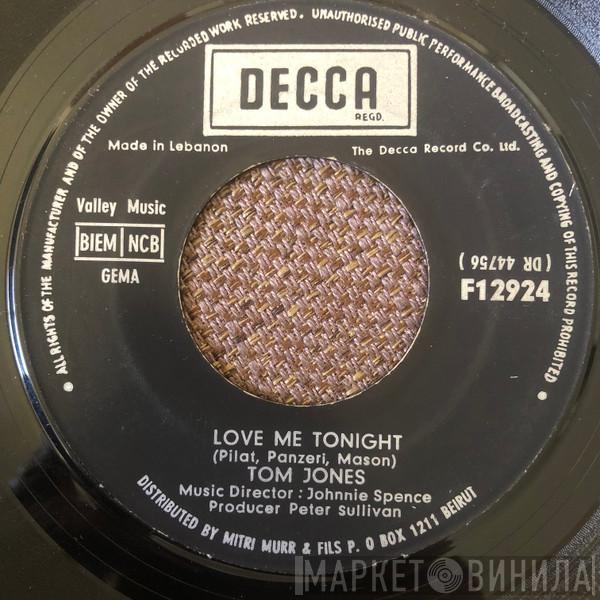 ALL RIGHTS OF THE MANUFACTURER AND OF THE OWNER OF THE RECORDED WORK RESERVED. UNAUTHORISED PUBLIC PERFORMANCE BROADCASTING AND COPYING OF THIS RECORD PROHIBITED
DECCA
REGD.
Made in Lebanon
The Decca Record Co. Ltd.
Valley Music
BIEM NCB
GEMA
(DR 44756)
F12924
LOVE ME TONIGHT
(Pilat, Panzeri, Mason)
TOM JONES
Music Director : Johnnie Spence
Producer Peter Sullivan
DISTRIBUTED BY MITRI MURR & FILS P. O BOX 1211 BEIRUT
МАРКЕТ ВИНИЛА